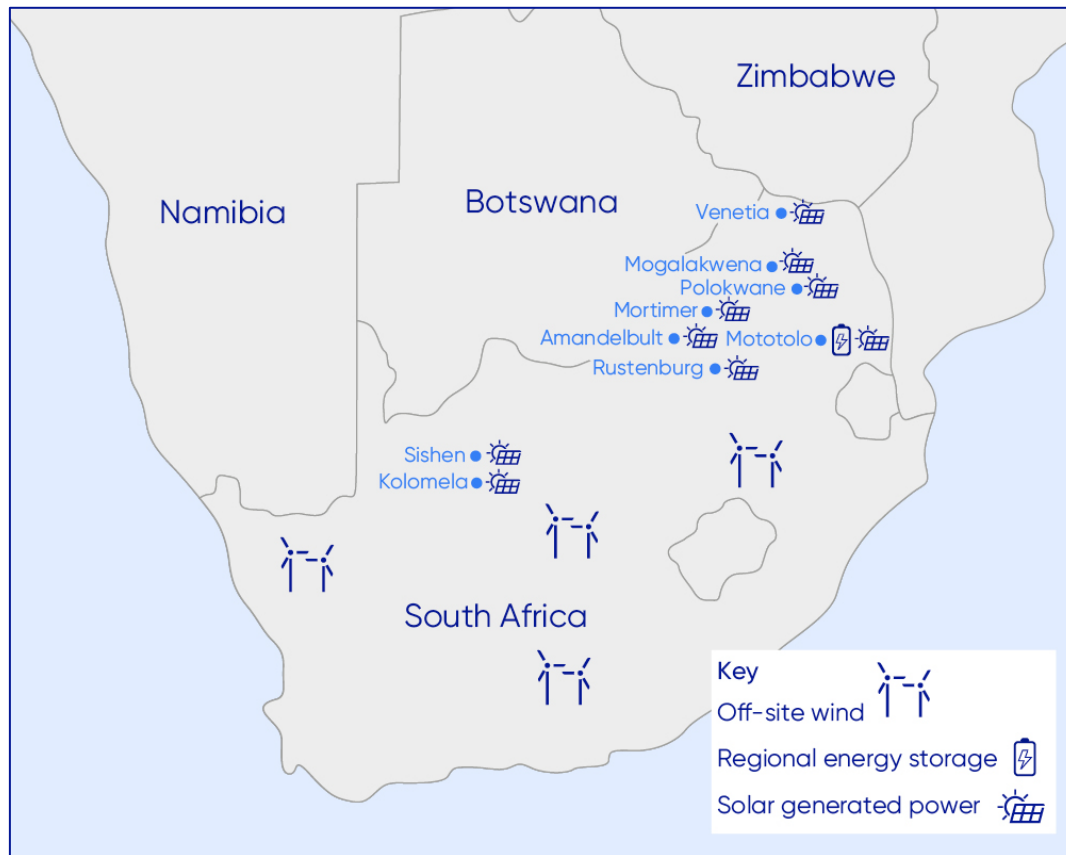 Zimbabwe
Namibia
Botswana
Venetia
Mogalakwena
Polokwane
Mortimer
Amandelbult
Mototolo
Rustenburg
Sishen
Kolomela
South Africa
Key
Off-site wind
Regional energy storage
Solar generated power